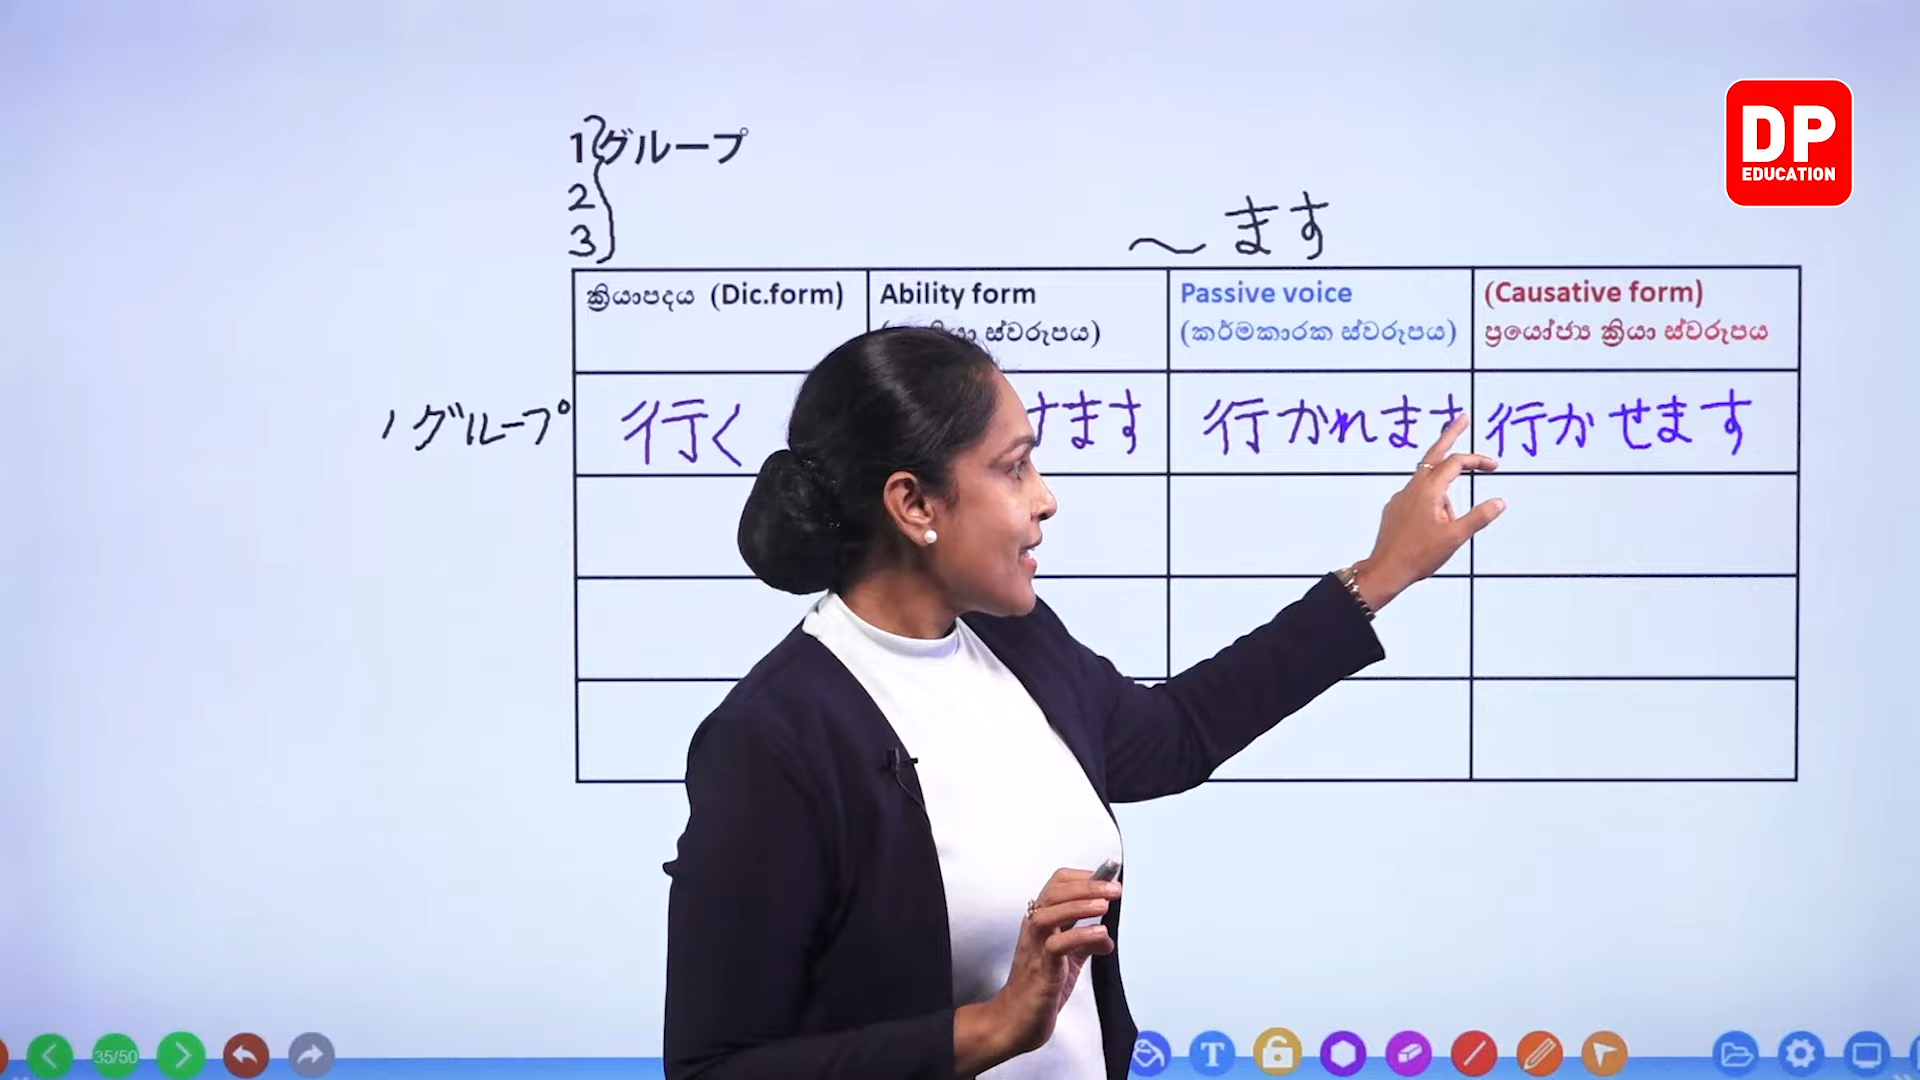 DP
EDUCATION
1 グループ
2
3
～ます
ක්‍රියාපදය (Dic.form)
Ability form
ස්වරූපය)
Passive voice
(කර්මකාරක ස්වරූපය)
(Causative form)
ප්‍රයෝජ්‍ය ක්‍රියා ස්වරූපය
1グループ
行く
けます
行かれます
行かせます
35/50
T